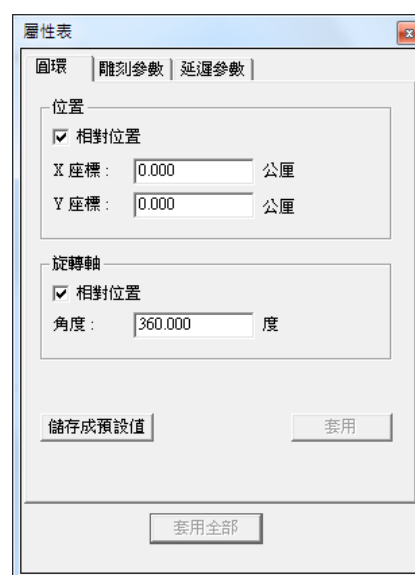 屬性表
圓環 雕刻參數 延遲參數
位置
相對位置
X 座標： 0.000 公厘
Y 座標： 0.000 公厘
旋轉軸
相對位置
角度： 360.000 度
儲存成預設值 套用
套用全部